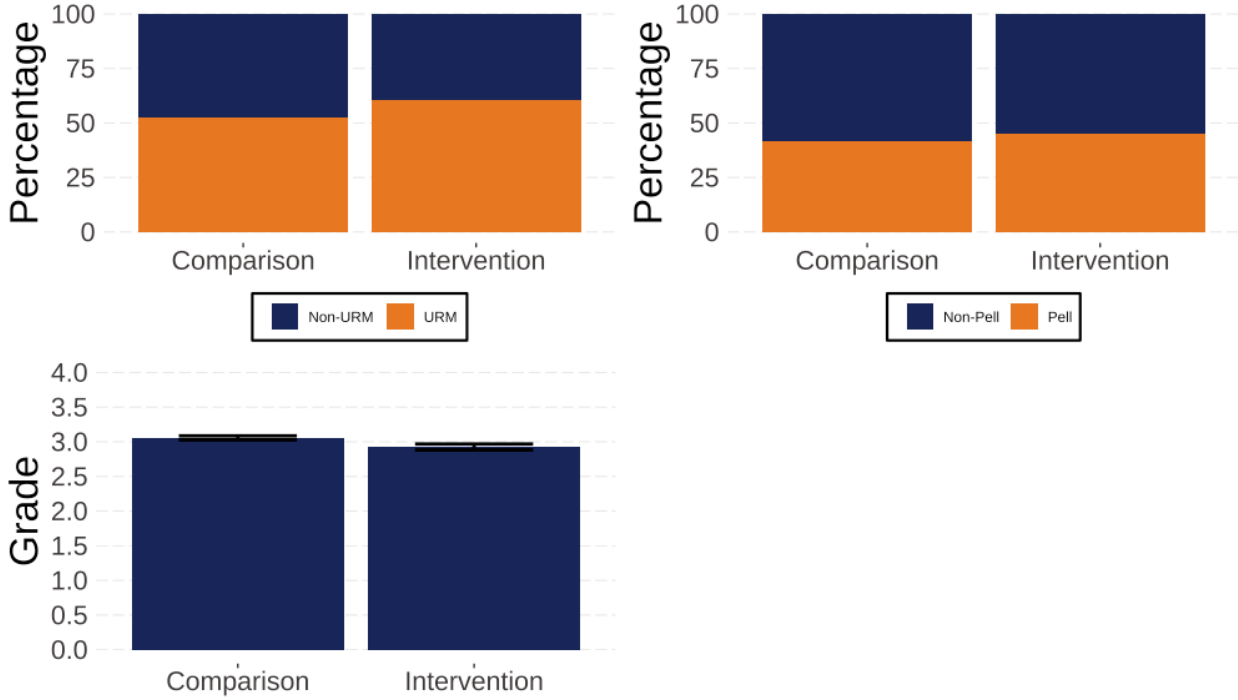 Percentage
100
75
50
25
0
Comparison Intervention
Non-URM URM
Percentage
100
75
50
25
0
Comparison Intervention
Non-Pell Pell
Grade
4.0
3.5
3.0
2.5
2.0
1.5
1.0
0.5
0.0
Comparison Intervention